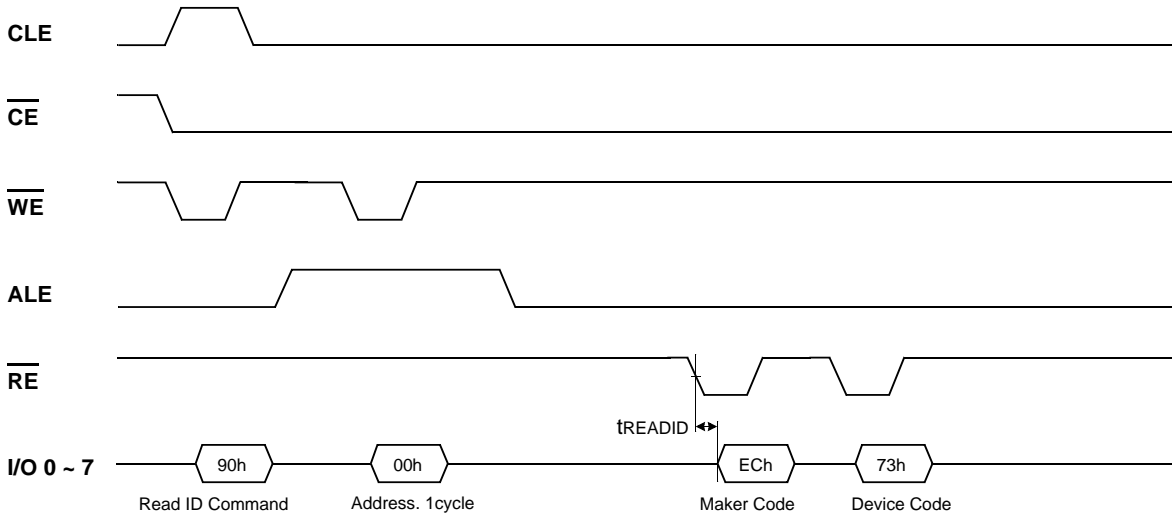 CLE
CE
WE
ALE
RE
tREADID
I/O 0 ~ 7
90h
00h
ECh
73h
Read ID Command
Address. 1cycle
Maker Code
Device Code